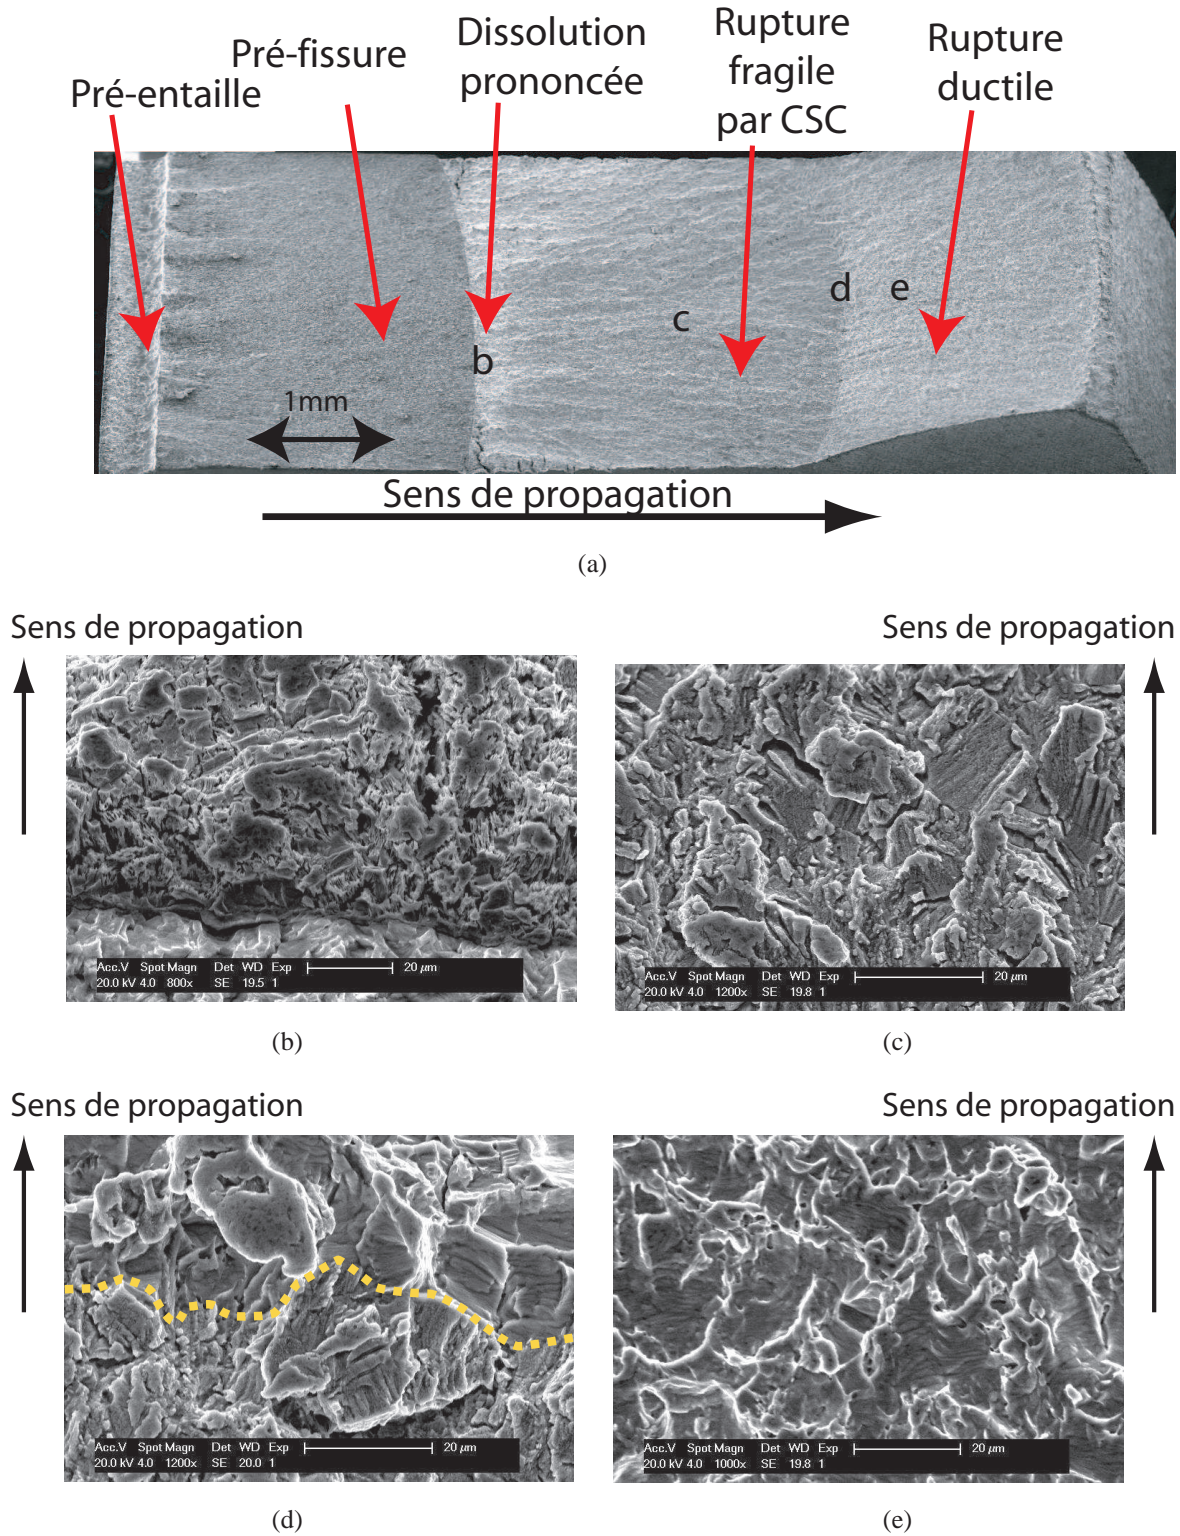 Pré-entaille
Pré-fissure
Dissolution
prononcée
Rupture
fragile
par CSC
Rupture
ductile
b
c
d
e
1mm
Sens de propagation
(a)
Sens de propagation
Sens de propagation
Acc.V Spot Magn Det WD Exp 20 µm
20.0 kV 4.0 800x SE 19.5 1
Acc.V Spot Magn Det WD Exp 20 µm
20.0 kV 4.0 1200x SE 19.8 1
(b)
(c)
Sens de propagation
Sens de propagation
Acc.V Spot Magn Det WD Exp 20 µm
20.0 kV 4.0 1200x SE 20.0 1
Acc.V Spot Magn Det WD Exp 20 µm
20.0 kV 4.0 1000x SE 19.8 1
(d)
(e)